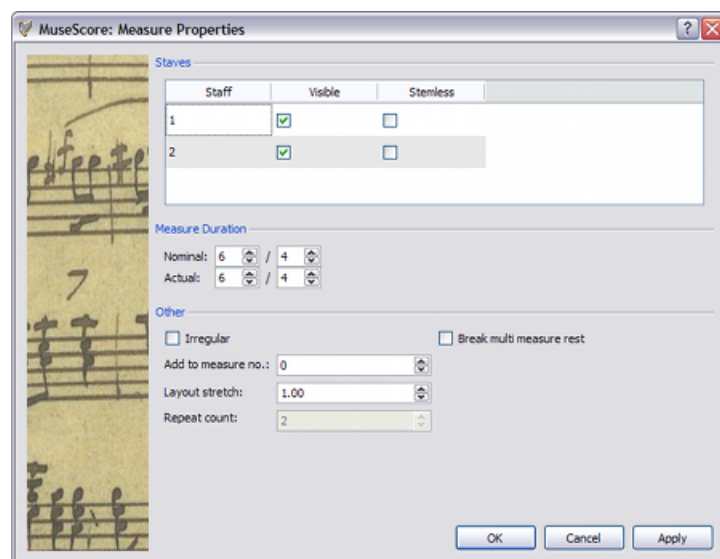 MuseScore: Measure Properties
Staves
Staff Visible Stemless
1
2
Measure Duration
Nominal: 6 / 4
Actual: 6 / 4
Other
Irregular Break multi measure rest
Add to measure no.: 0
Layout stretch: 1.00
Repeat count: 2
7
OK Cancel Apply